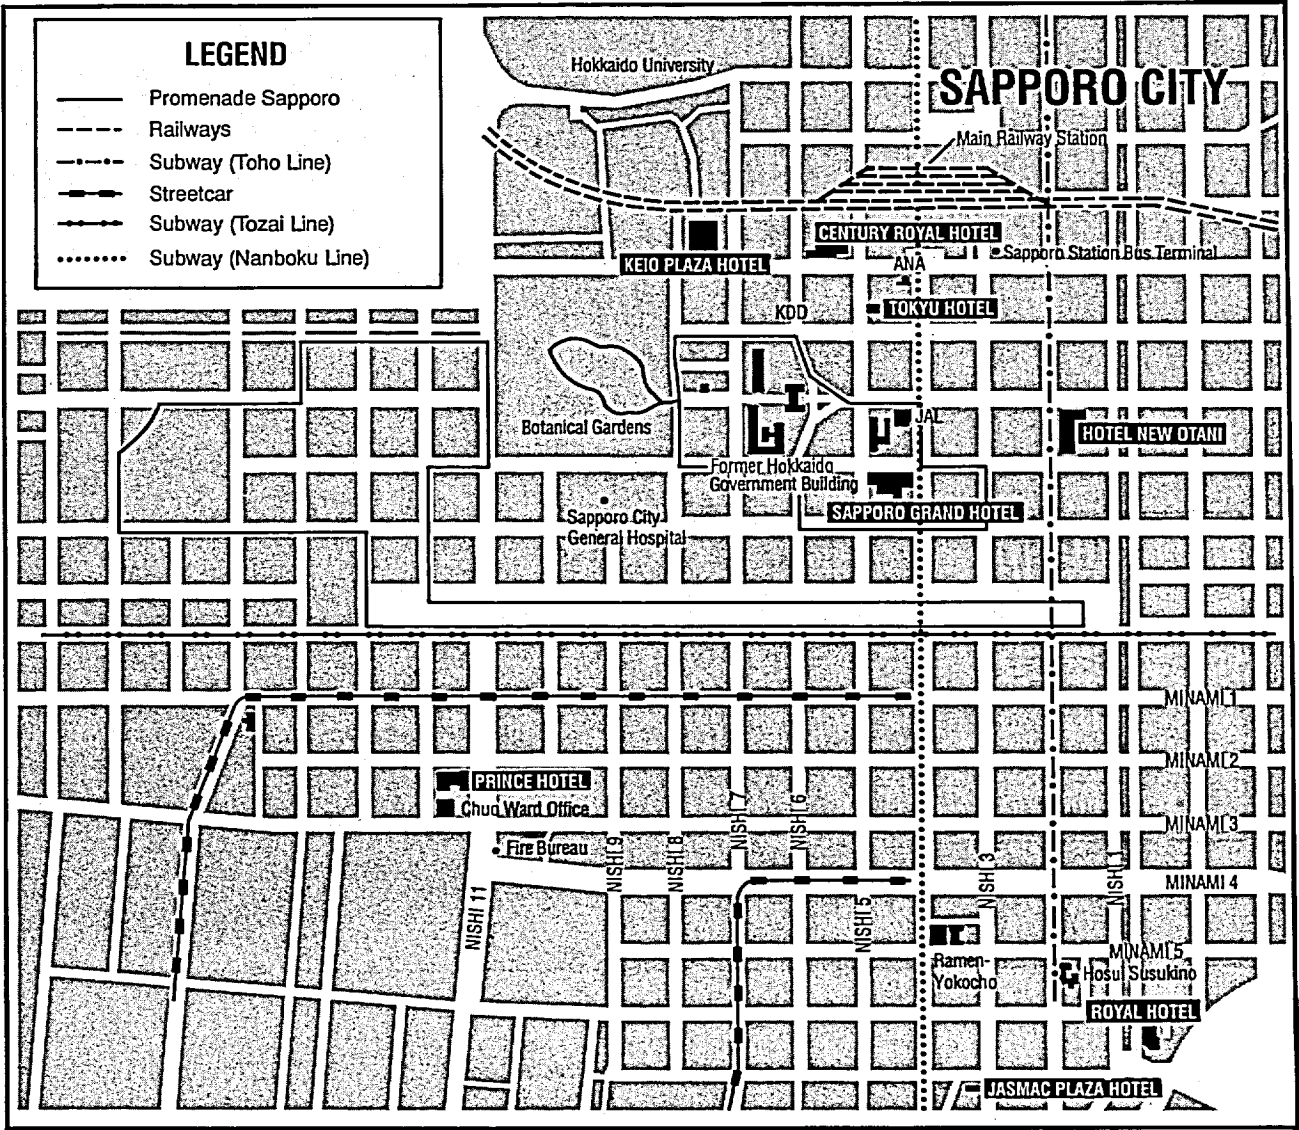 LEGEND
Promenade Sapporo
Railways
Subway (Toho Line)
Streetcar
Subway (Tozai Line)
Subway (Nanboku Line)
Hokkaido University
SAPPORO CITY
Main Railway Station
CENTURY ROYAL HOTEL
KEIO PLAZA HOTEL
ANA
Sapporo Station Bus Terminal
TOKYU HOTEL
KDD
Botanical Gardens
JAL
HOTEL NEW OTANI
Former Hokkaido
Government Building
SAPPORO GRAND HOTEL
Sapporo City
General Hospital
MINAMI 1
MINAMI 2
PRINCE HOTEL
Chuo Ward Office
NISHI 7
NISHI 6
MINAMI 3
Fire Bureau
NISHI 9
NISHI 8
NISHI 3
NISHI 1
MINAMI 4
NISHI 11
NISHI 5
MINAMI 5
Ramen-
Yokocho
Hosui Susukino
ROYAL HOTEL
JASMAC PLAZA HOTEL